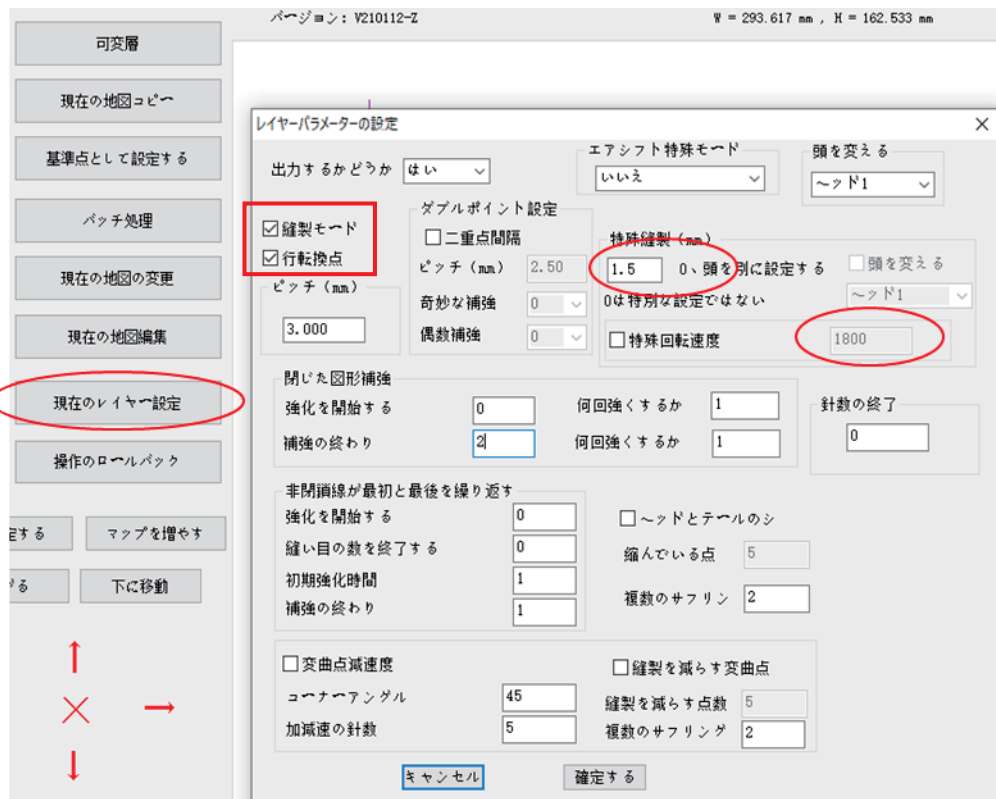 バージョン: V210112-Z
W = 293.617 mm , H = 162.533 mm
可変層
現在の地図コピー
基準点として設定する
バッチ処理
現在の地図の変更
現在の地図編集
現在のレイヤー設定
操作のロールバック
定する
マップを増やす
下に移動
レイヤーパラメーターの設定
出力するかどうか はい
エアシフト特殊モード
いいえ
頭を変える
ヘッド1
縫製モード
行転換点
ピッチ (mm)
3.000
ダブルポイント設定
二重点間隔
ピッチ (mm) 2.50
奇妙な補強 0
偶数補強 0
特殊縫製 (mm)
1.5 0、頭を別に設定する
頭を変える
0は特別な設定ではない
ヘッド1
特殊回転速度 1800
閉じた図形補強
強化を開始する 0 何回強くするか 1
補強の終わり 2 何回強くするか 1
針数の終了
0
非閉鎖線が最初と最後を繰り返す
強化を開始する 0
縫い目の数を終了する 0
初期強化時間 1
補強の終わり 1
ヘッドとテールのシ
縮んでいる点 5
複数のサフリン 2
変曲点減速度
コーナーアングル 45
加減速の針数 5
縫製を減らす変曲点
縫製を減らす点数 5
複数のサフリング 2
キャンセル
確定する